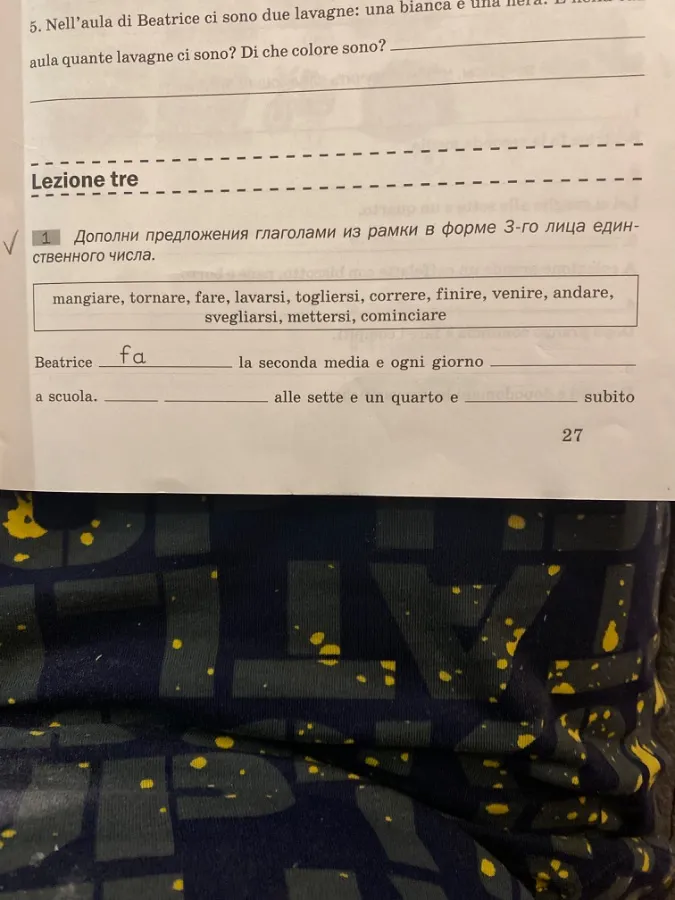 5. Nell'aula di Beatrice ci sono due lavagne: una bianca e una nera. E nella
aula quante lavagne ci sono? Di che colore sono?
Lezione tre
1 Дополни предложения глаголами из рамки в форме 3-го лица един-
ственного числа.
mangiare, tornare, fare, lavarsi, togliersi, correre, finire, venire, andare,
svegliarsi, mettersi, cominciare
Beatrice fa la seconda media e ogni giorno
a scuola. alle sette e un quarto e subito
27